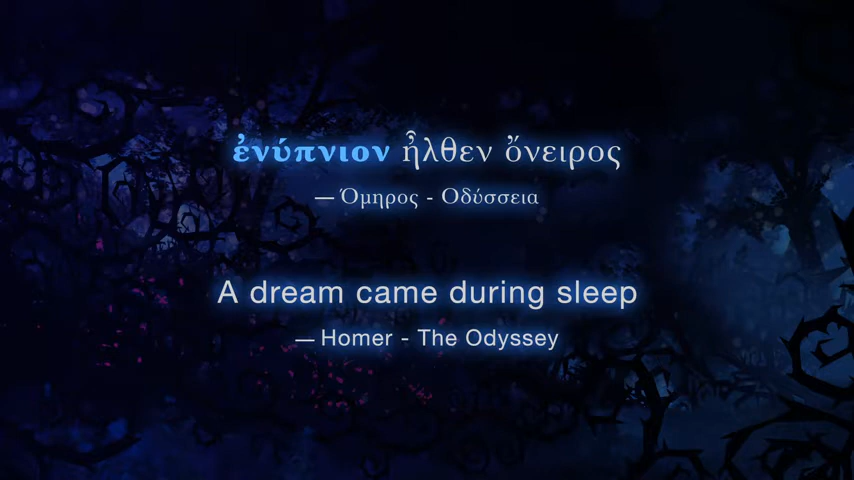 ἐνύπνιον ἦλθεν ὄνειρος
— Όμηρος - Οδύσσεια
A dream came during sleep
— Homer - The Odyssey